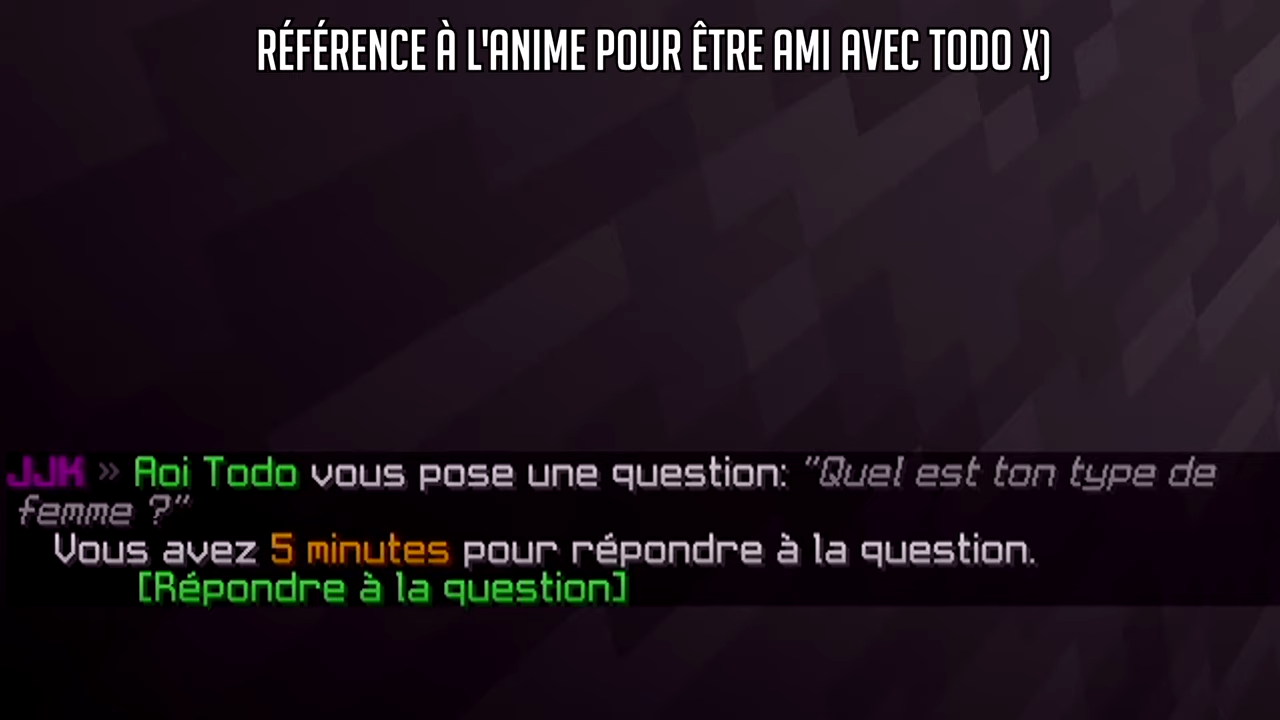 RÉFÉRENCE À L'ANIME POUR ÊTRE AMI AVEC TODO X)
JJK » Aoi Todo vous pose une question: "Quel est ton type de
femme ?"
Vous avez 5 minutes pour répondre à la question.
[Répondre à la question]